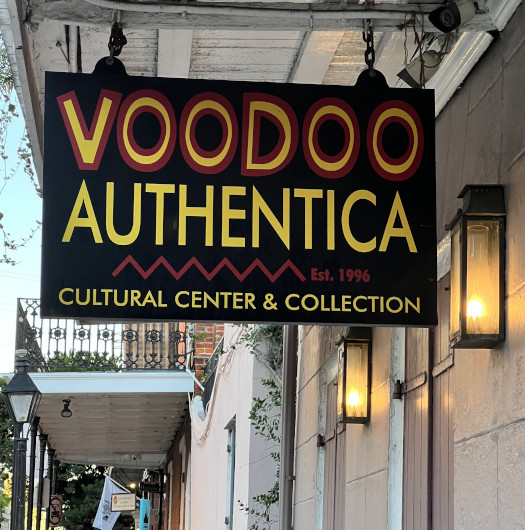 VOODOO
AUTHENTICA
Est. 1996
CULTURAL CENTER & COLLECTION